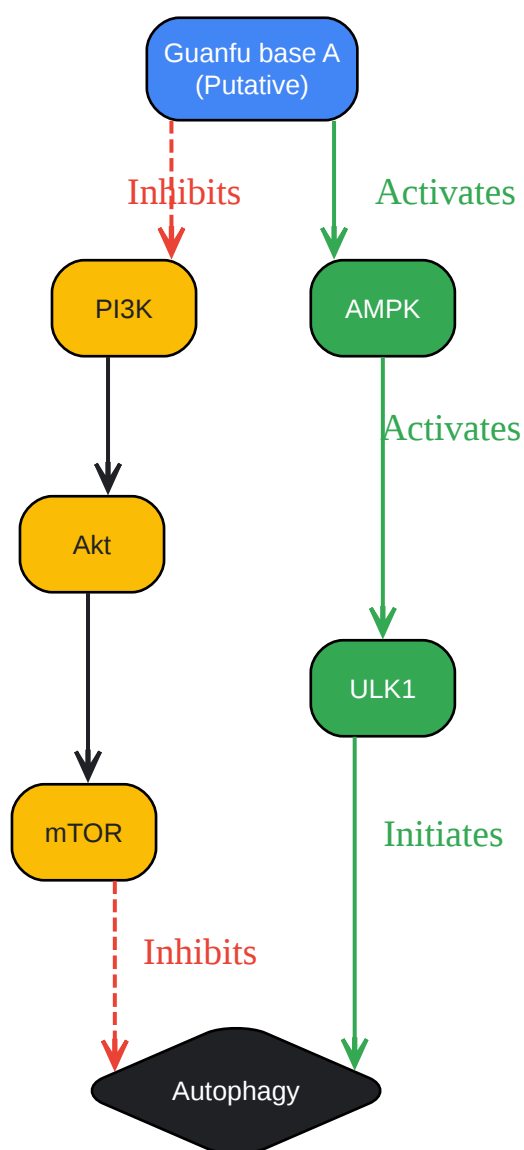 Guanfu base A
(Putative)
Inhibits
Activates
PI3K
AMPK
Activates
Akt
ULK1
mTOR
Initiates
Inhibits
Autophagy